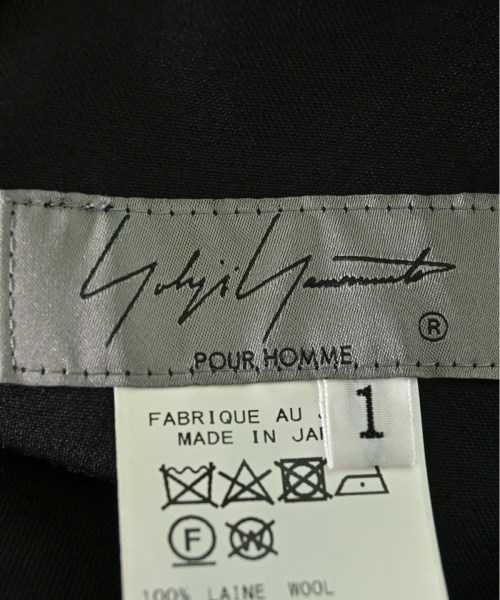 Yohji Yamamoto
®
POUR HOMME
1
FABRIQUE AU
MADE IN
F
W
100% LAINE WOOL